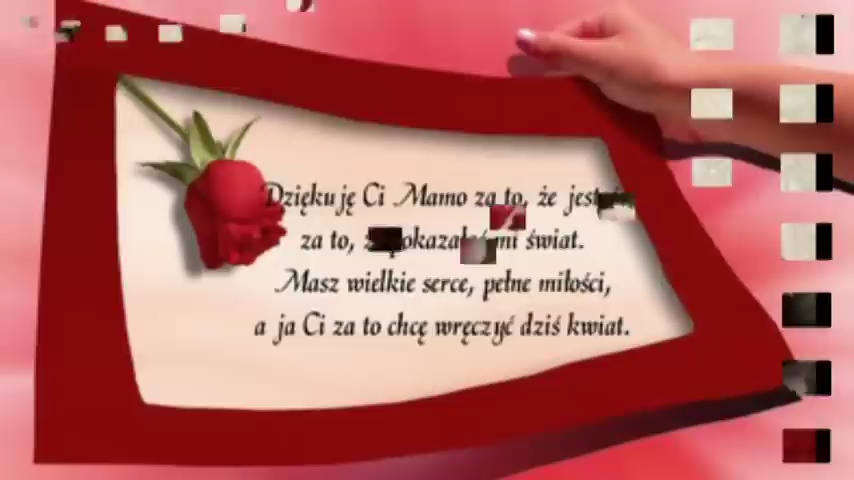 Dziękuję Ci Mamo za to, że
za to, świat.
Masz wielkie serce, pełne miłości,
a ja Ci za to chcę wręczyć dziś kwiat.